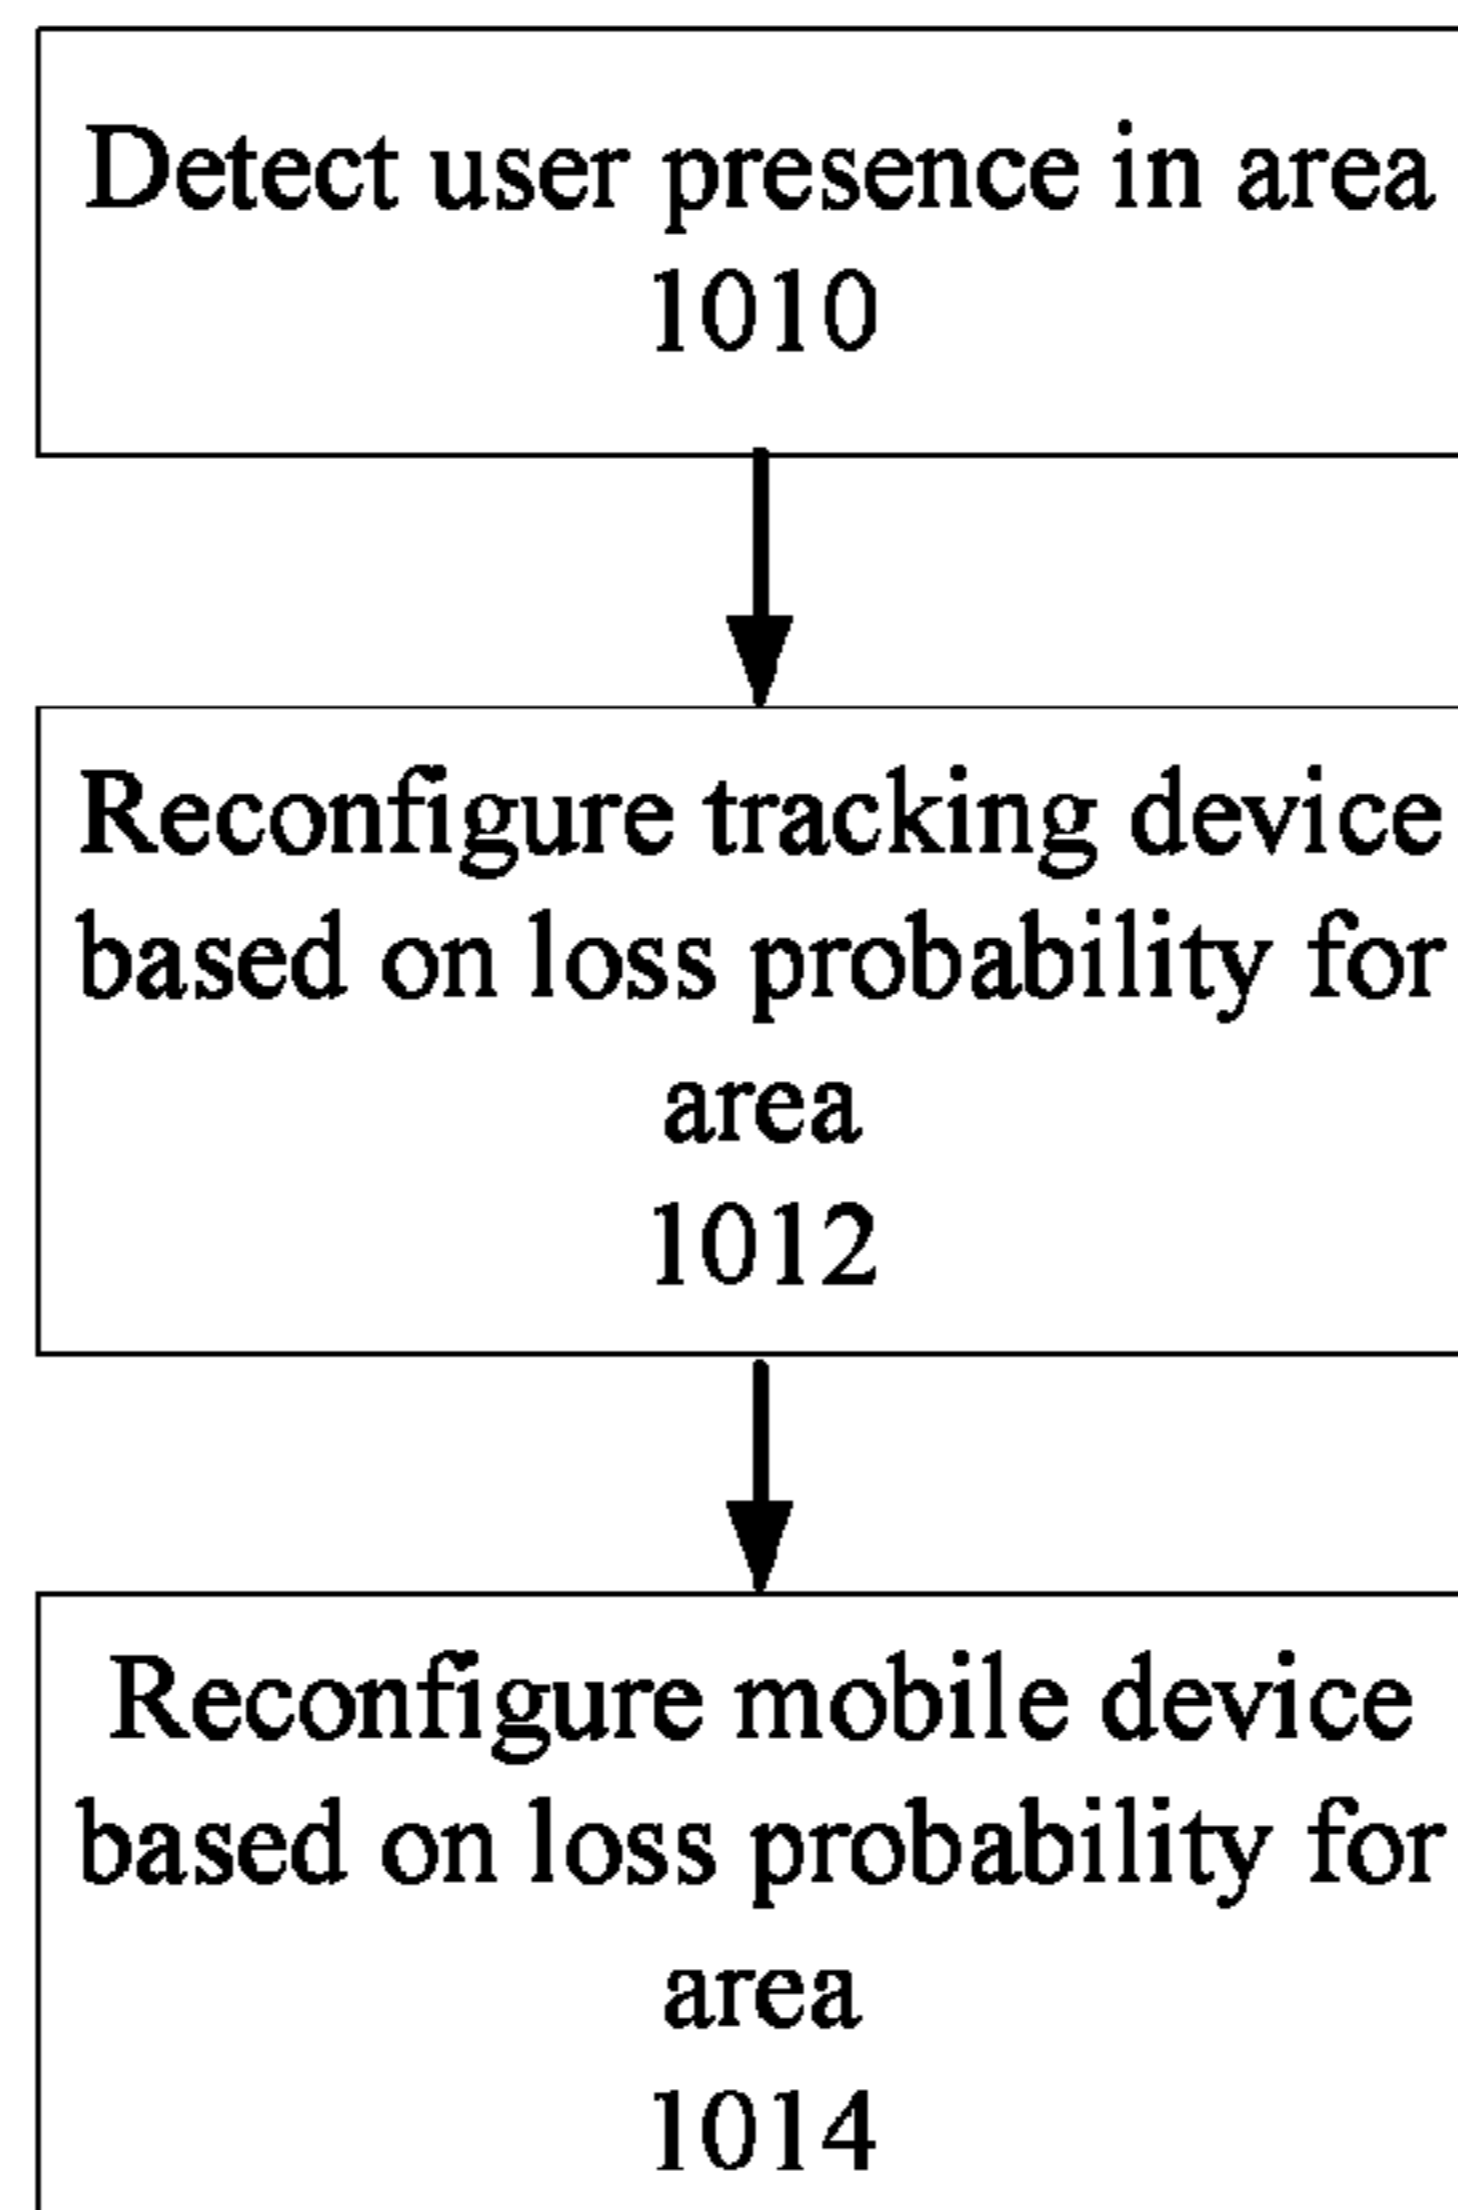 Detect user presence in area
1010
Reconfigure tracking device
based on loss probability for
area
1012
Reconfigure mobile device
based on loss probability for
area
1014